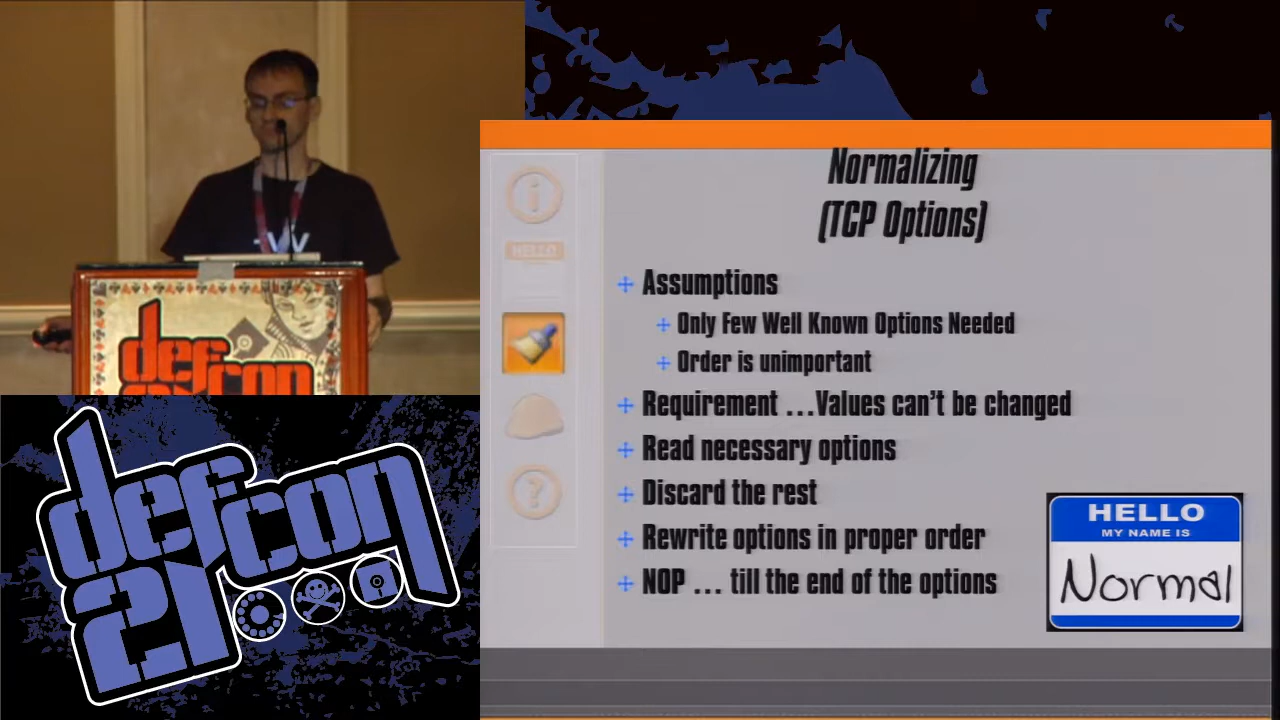 Normalizing
(TCP Options)
HELLO
Assumptions
Only Few Well Known Options Needed
Order is unimportant
Requirement …Values can't be changed
Read necessary options
Discard the rest
Rewrite options in proper order
NOP … till the end of the options
HELLO
MY NAME IS
Normal
defcon
defcon
21